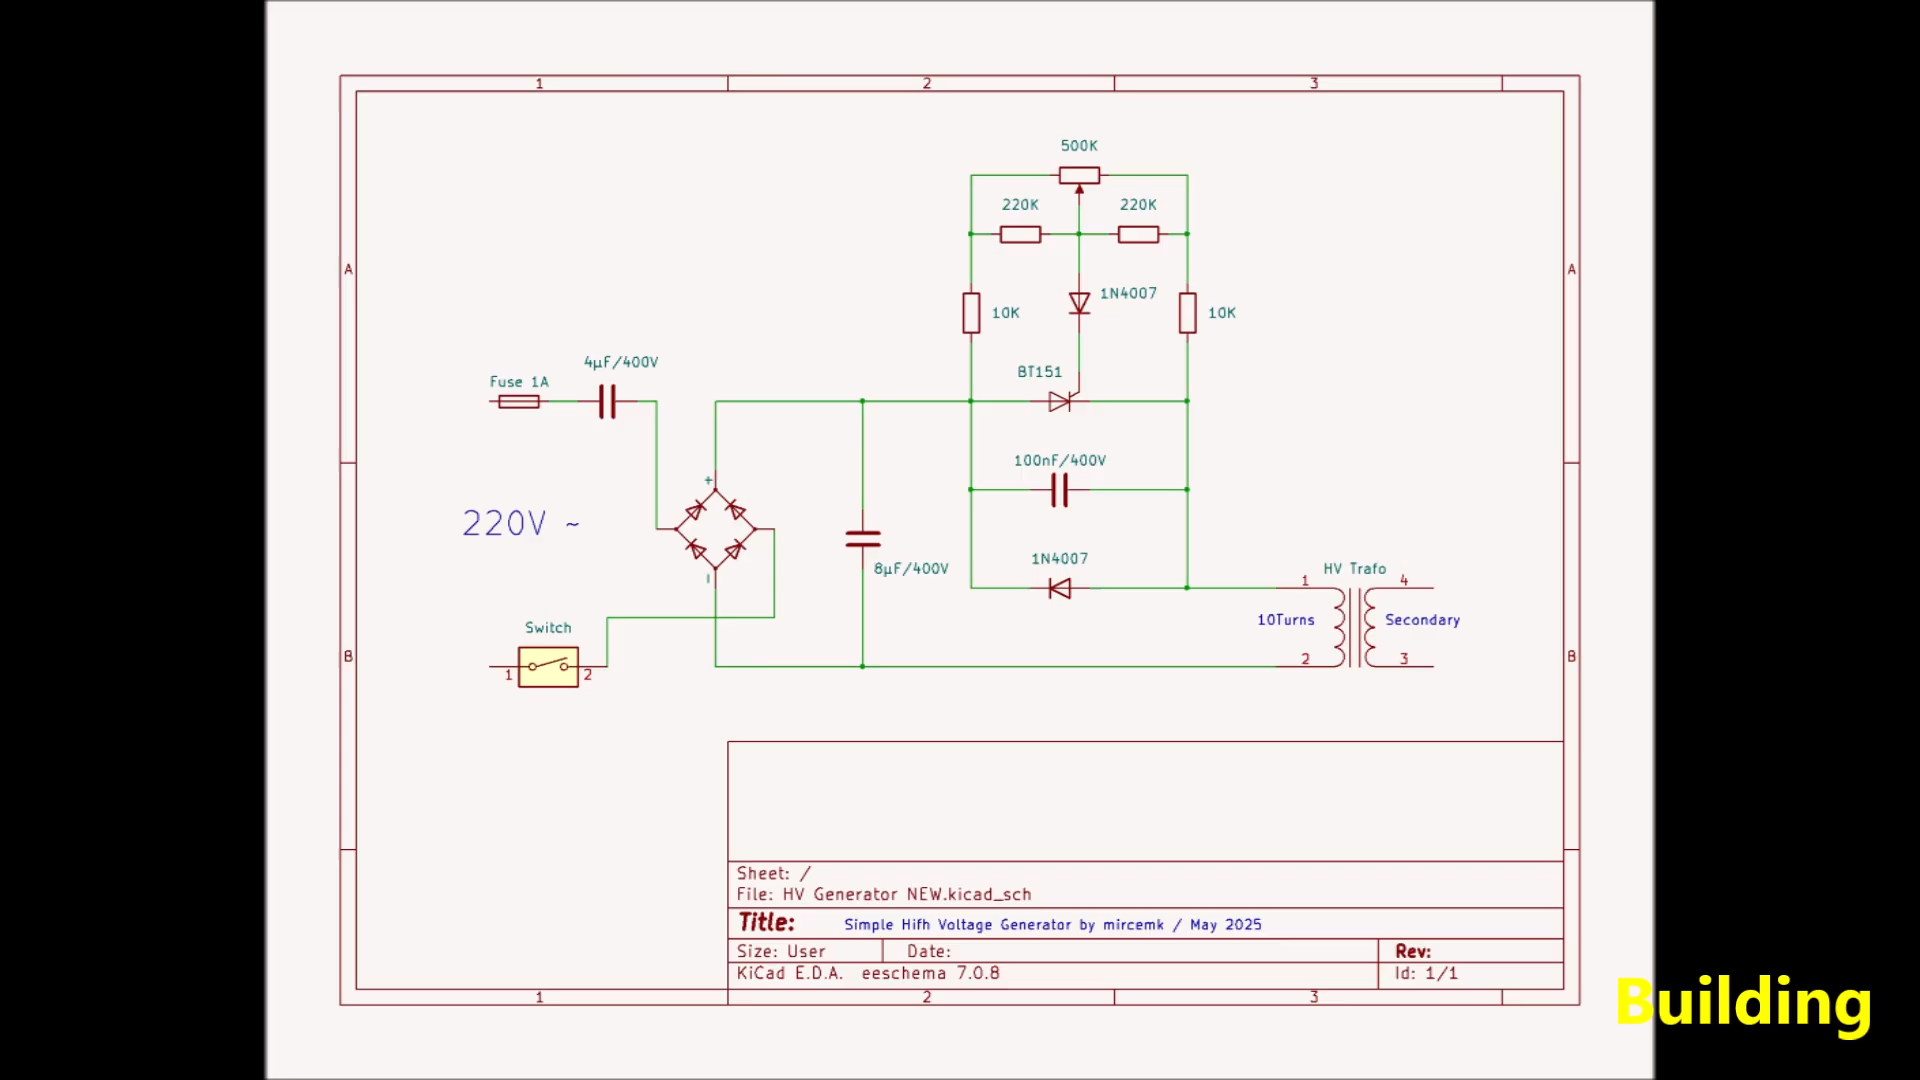 1 2 3
500K
220K 220K
A A
1N4007
10K 10K
4µF/400V
BT151
Fuse 1A
100nF/400V
+
220V ~
1N4007
8µF/400V
HV Trafo
1 4
10Turns Secondary
Switch
B B
2 3
1 2
Sheet: /
File: HV Generator NEW.kicad_sch
Title: Simple Hifh Voltage Generator by mircemk / May 2025
Size: User Date: Rev:
KiCad E.D.A. eeschema 7.0.8 Id: 1/1
1 2 3
Building